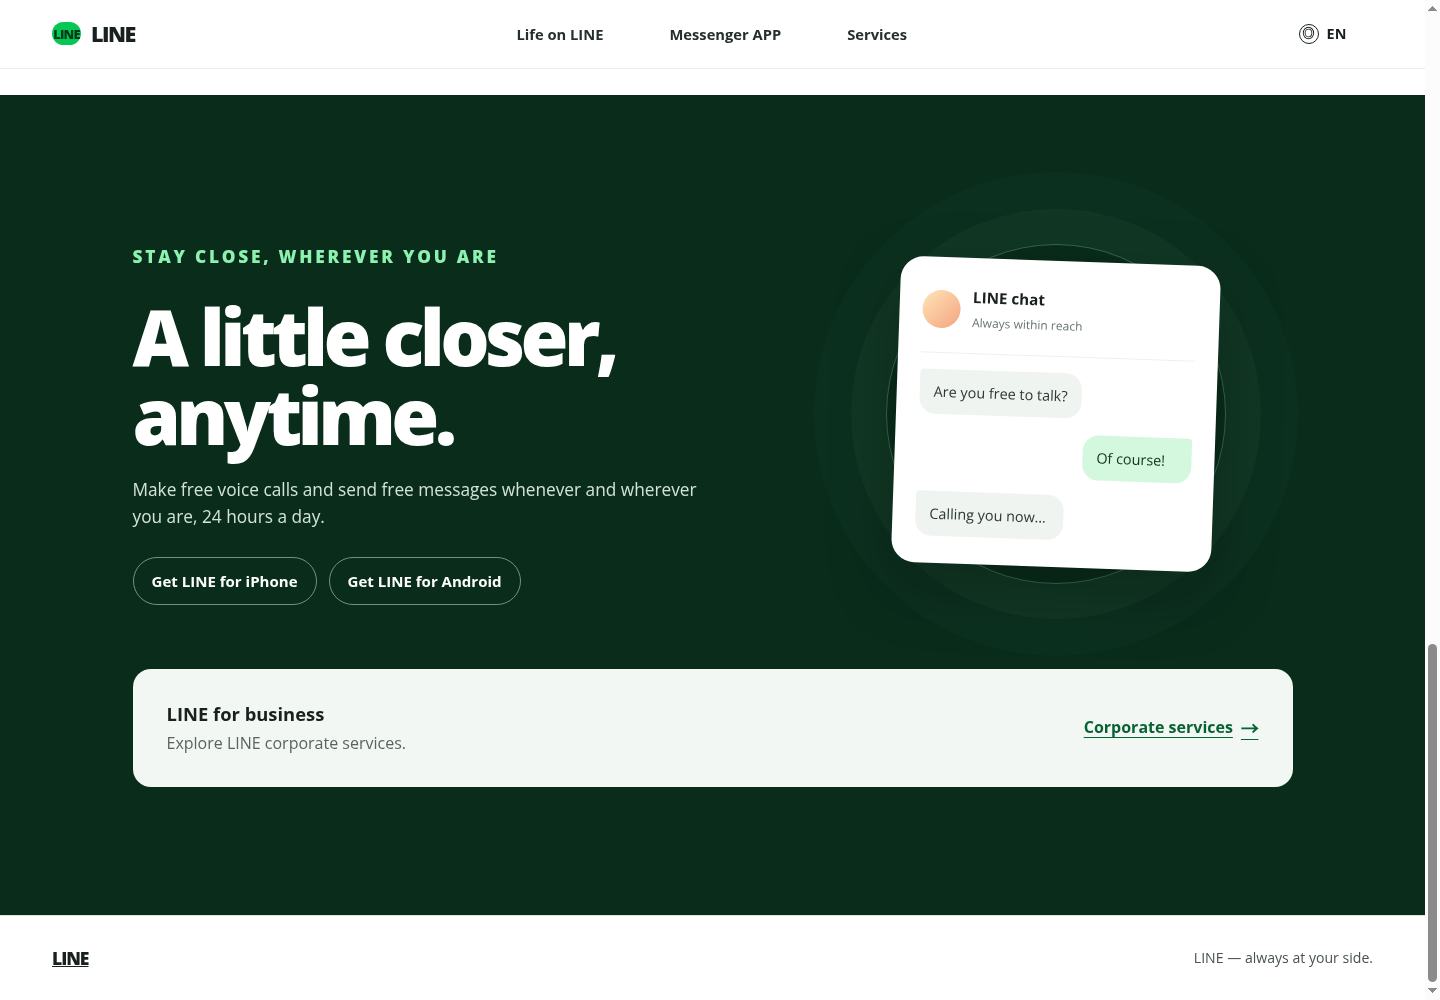 LINE LINE
Life on LINE
Messenger APP
Services
EN
STAY CLOSE, WHEREVER YOU ARE
A little closer,
anytime.
Make free voice calls and send free messages whenever and wherever
you are, 24 hours a day.
Get LINE for iPhone
Get LINE for Android
LINE chat
Always within reach
Are you free to talk?
Of course!
Calling you now...
LINE for business
Explore LINE corporate services.
Corporate services →
LINE
LINE — always at your side.